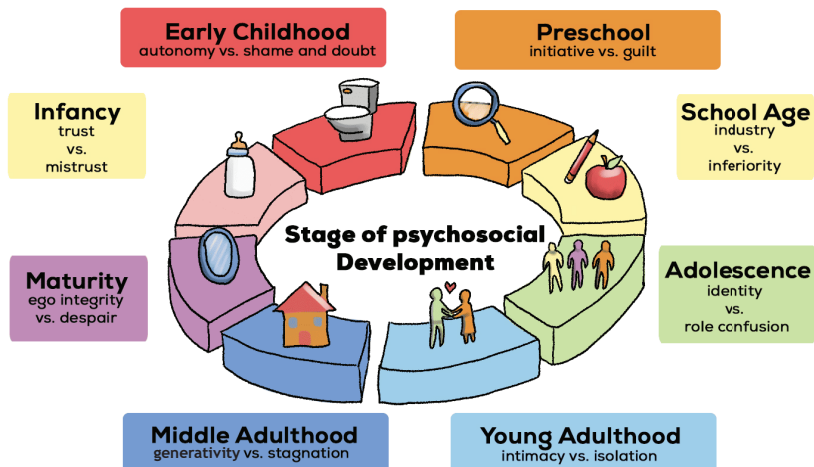 Early Childhood
autonomy vs. shame and doubt
Preschool
initiative vs. guilt
Infancy
trust
vs.
mistrust
School Age
industry
vs.
inferiority
Stage of psychosocial
Development
Maturity
ego integrity
vs. despair
Adolescence
identity
vs.
role ccnfusion
Middle Adulthood
generativity vs. stagnation
Young Adulthood
intimacy vs. isolation